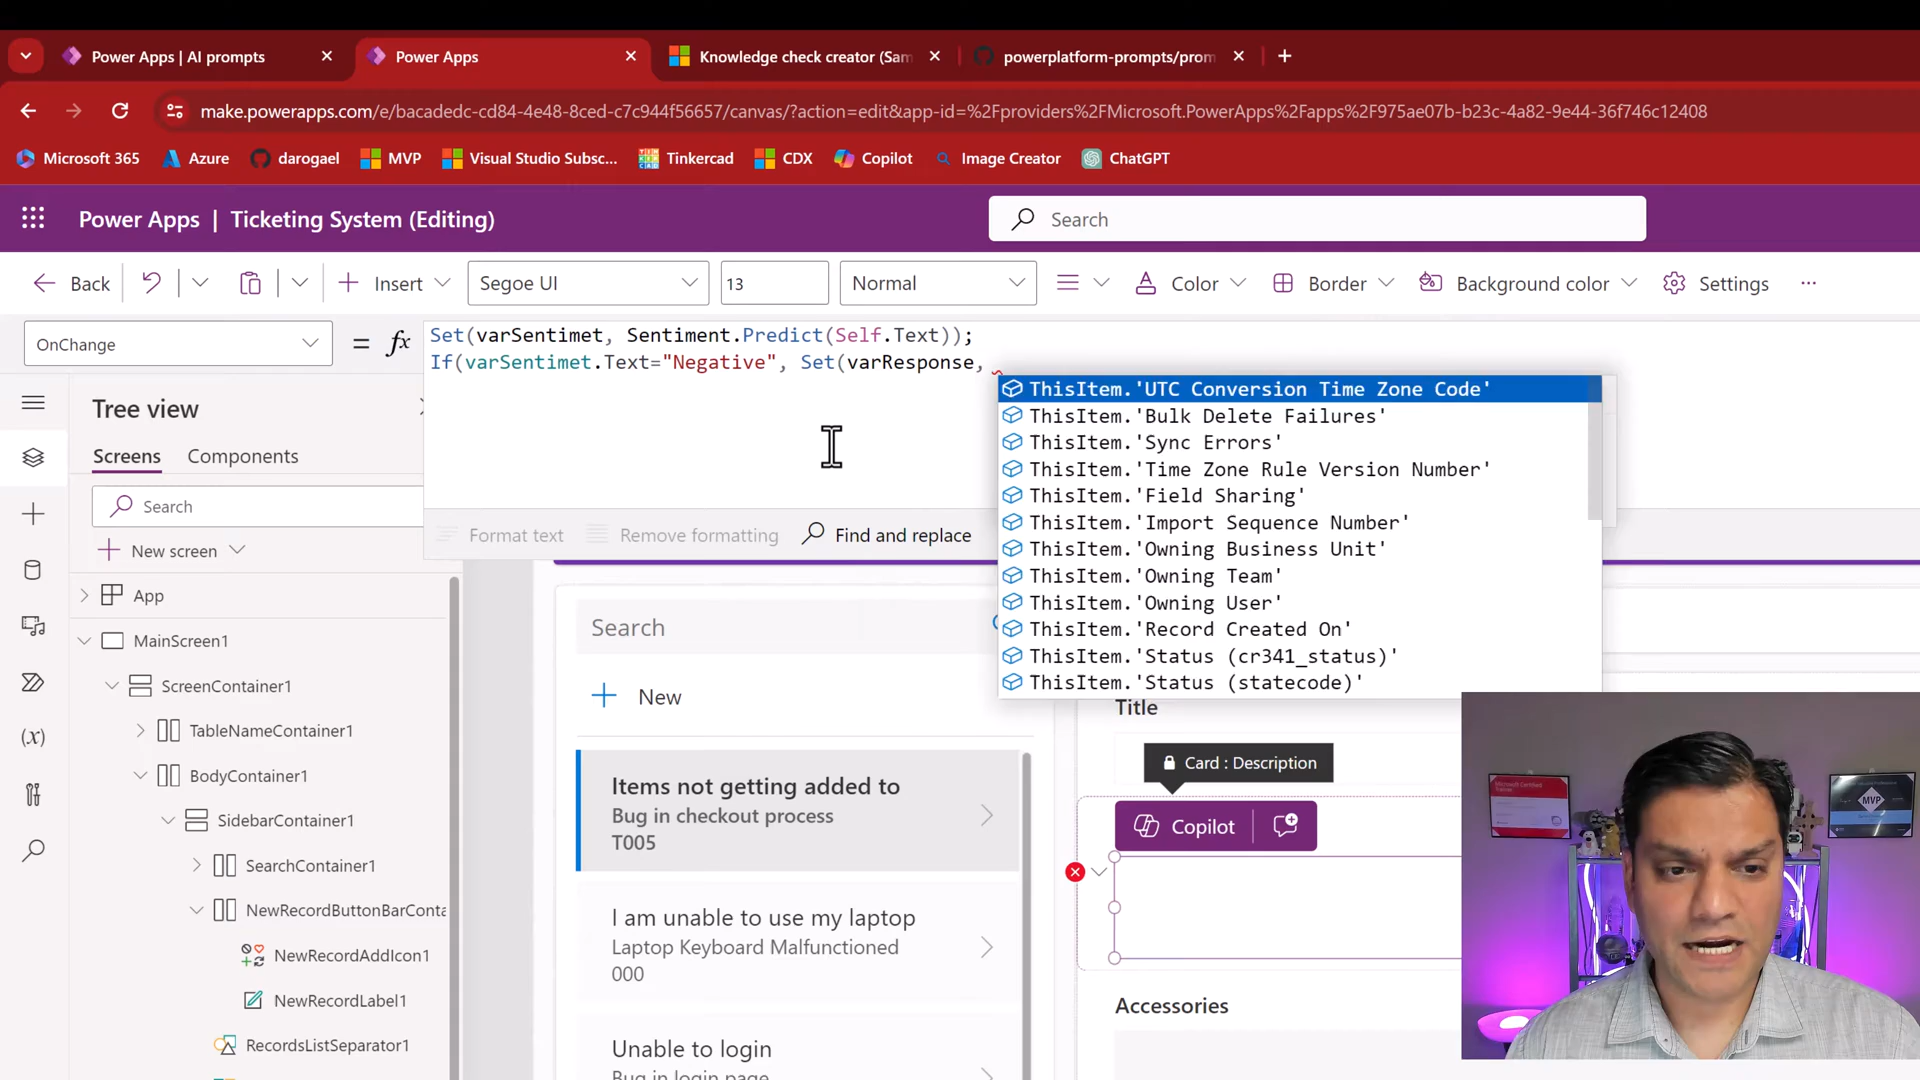 Power Apps | AI prompts
Power Apps
Knowledge check creator (Sam
powerplatform-prompts/prom
make.powerapps.com/e/bacadedc-cd84-4e48-8ced-c7c944f56657/canvas/?action=edit&app-id=%2Fproviders%2FMicrosoft.PowerApps%2Fapps%2F975ae07b-b23c-4a82-9e44-36f746c12408
Microsoft 365 Azure darogael MVP Visual Studio Subsc... Tinkercad CDX Copilot Image Creator ChatGPT
Power Apps | Ticketing System (Editing)
Search
Back Insert Segoe UI 13 Normal Color Border Background color Settings ...
OnChange = fx
Set(varSentimet, Sentiment.Predict(Self.Text));
If(varSentimet.Text="Negative", Set(varResponse,
ThisItem.'UTC Conversion Time Zone Code'
ThisItem.'Bulk Delete Failures'
ThisItem.'Sync Errors'
ThisItem.'Time Zone Rule Version Number'
ThisItem.'Field Sharing'
ThisItem.'Import Sequence Number'
ThisItem.'Owning Business Unit'
ThisItem.'Owning Team'
ThisItem.'Owning User'
ThisItem.'Record Created On'
ThisItem.'Status (cr341_status)'
ThisItem.'Status (statecode)'
Format text Remove formatting Find and replace
Tree view
Screens Components
Search
New screen
App
MainScreen1
ScreenContainer1
TableNameContainer1
BodyContainer1
SidebarContainer1
SearchContainer1
NewRecordButtonBarConta
NewRecordAddIcon1
NewRecordLabel1
RecordsListSeparator1
Search
New
Items not getting added to
Bug in checkout process
T005
I am unable to use my laptop
Laptop Keyboard Malfunctioned
000
Unable to login
Bug in login page
Title
Card : Description
Copilot
Accessories
MVP